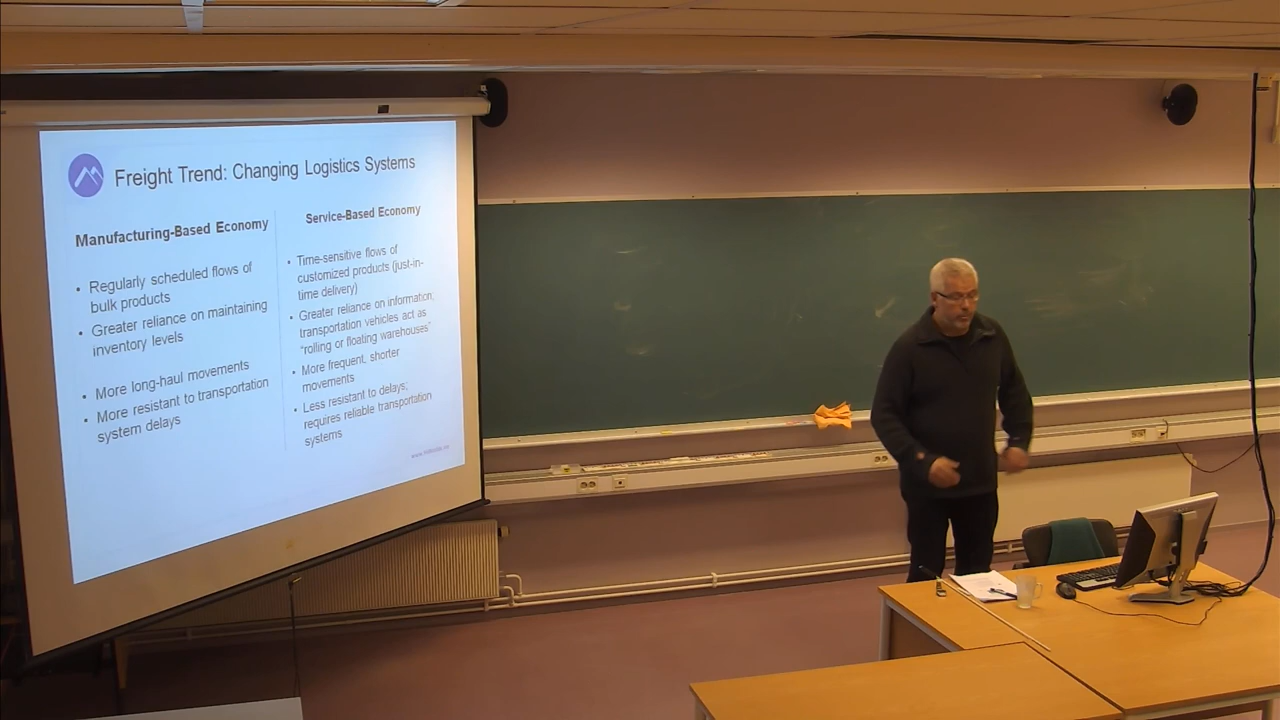 Freight Trend: Changing Logistics Systems
Manufacturing-Based Economy
• Regularly scheduled flows of
bulk products
• Greater reliance on maintaining
inventory levels
• More long-haul movements
• More resistant to transportation
system delays
Service-Based Economy
• Time-sensitive flows of
customized products (just-in-
time delivery)
• Greater reliance on information;
transportation vehicles act as
"rolling or floating warehouses"
• More frequent, shorter
movements
• Less resistant to delays;
requires reliable transportation
systems